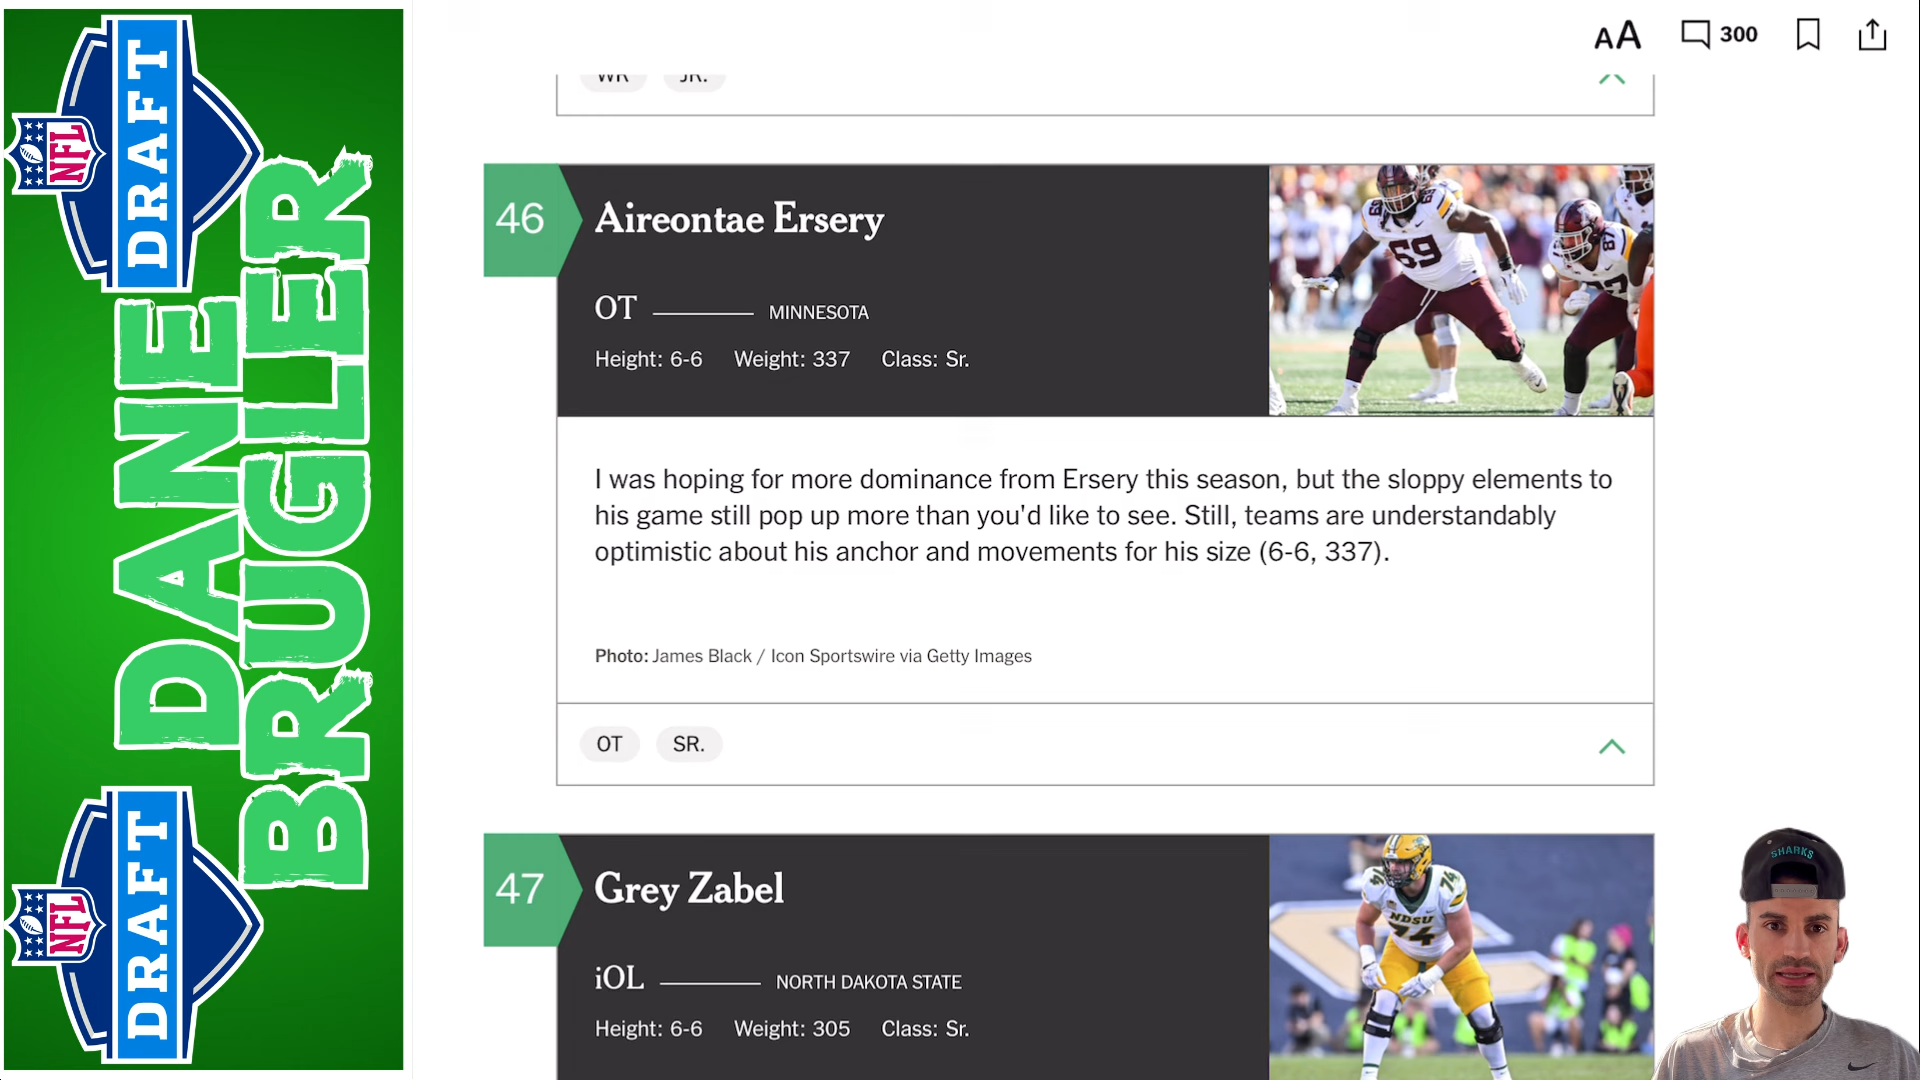 NFL
DRAFT
DANE
BRUGLER
NFL
DRAFT
AA
300
WR
JR.
46
Aireontae Ersery
OT
MINNESOTA
Height: 6-6
Weight: 337
Class: Sr.
69
87
I was hoping for more dominance from Ersery this season, but the sloppy elements to
his game still pop up more than you'd like to see. Still, teams are understandably
optimistic about his anchor and movements for his size (6-6, 337).
Photo: James Black / Icon Sportswire via Getty Images
OT
SR.
47
Grey Zabel
iOL
NORTH DAKOTA STATE
Height: 6-6
Weight: 305
Class: Sr.
74
NDSU
74
SHARKS